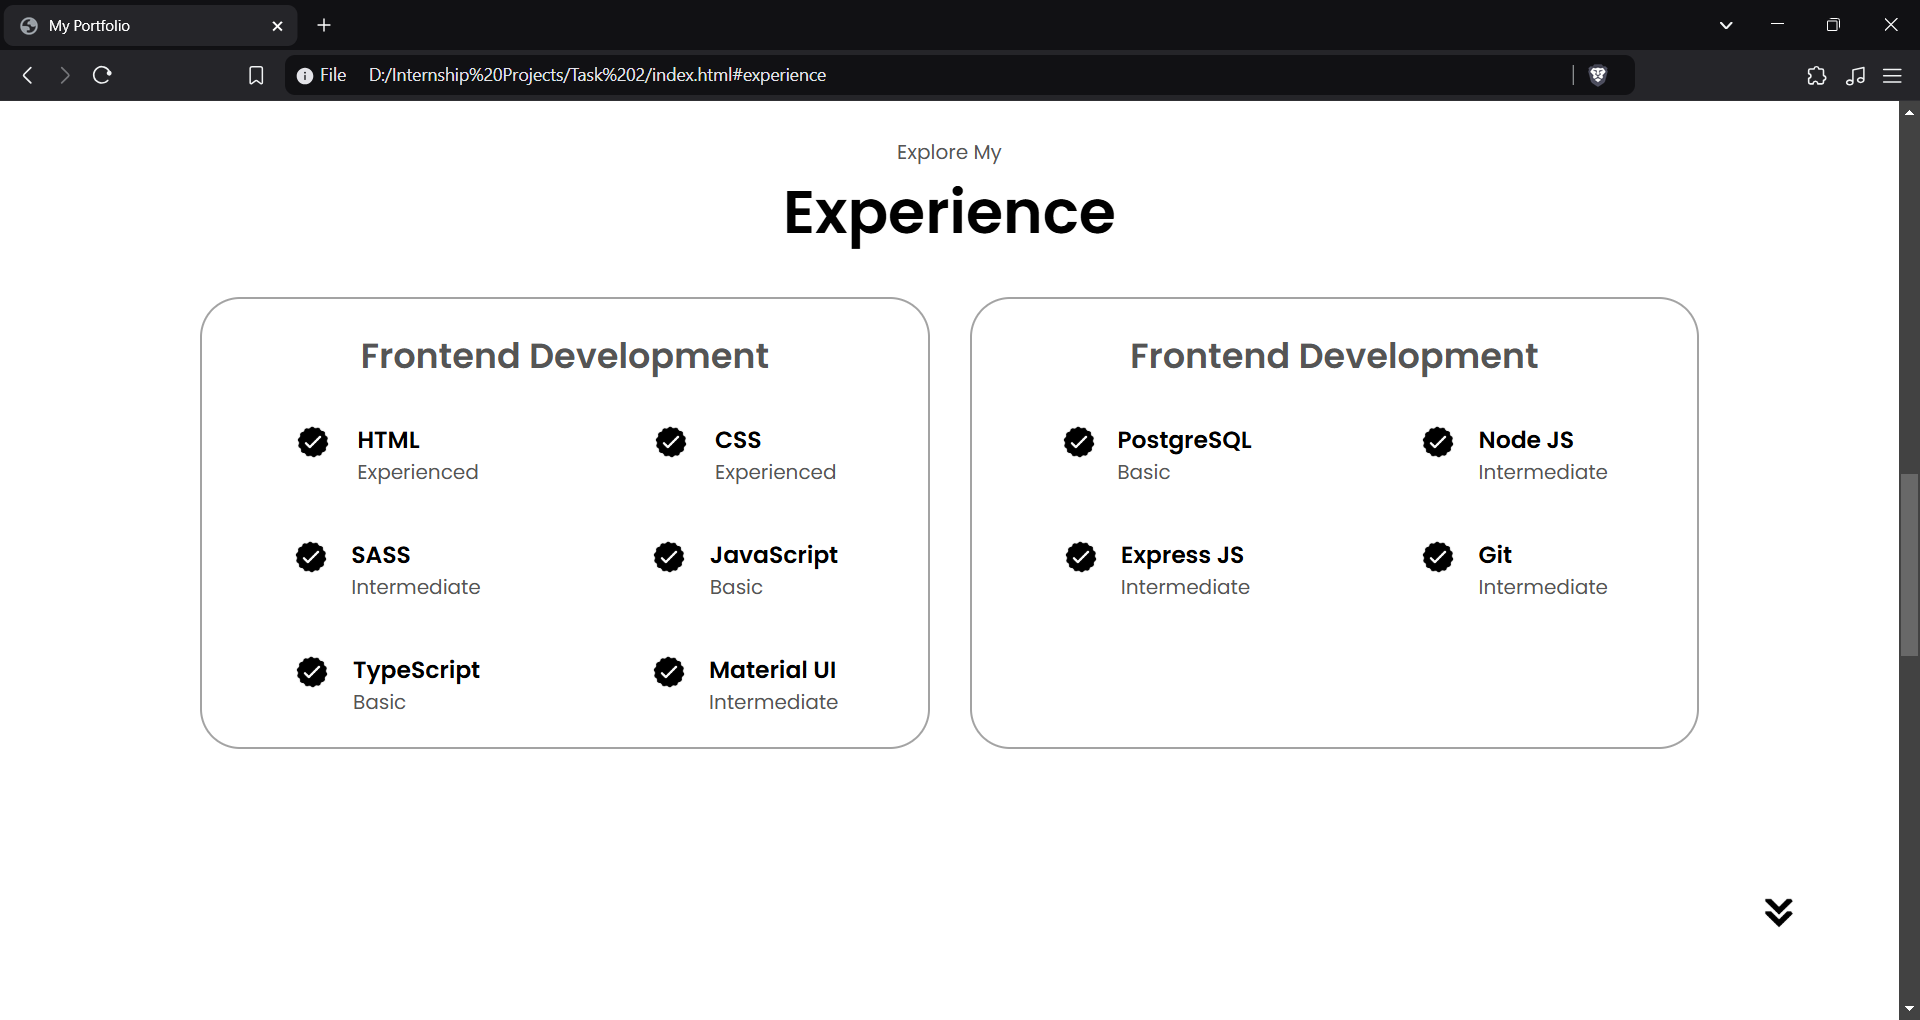 My Portfolio
File D:/Internship%20Projects/Task%202/index.html#experience
Explore My
Experience
Frontend Development
HTML
Experienced
CSS
Experienced
SASS
Intermediate
JavaScript
Basic
TypeScript
Basic
Material UI
Intermediate
Frontend Development
PostgreSQL
Basic
Node JS
Intermediate
Express JS
Intermediate
Git
Intermediate